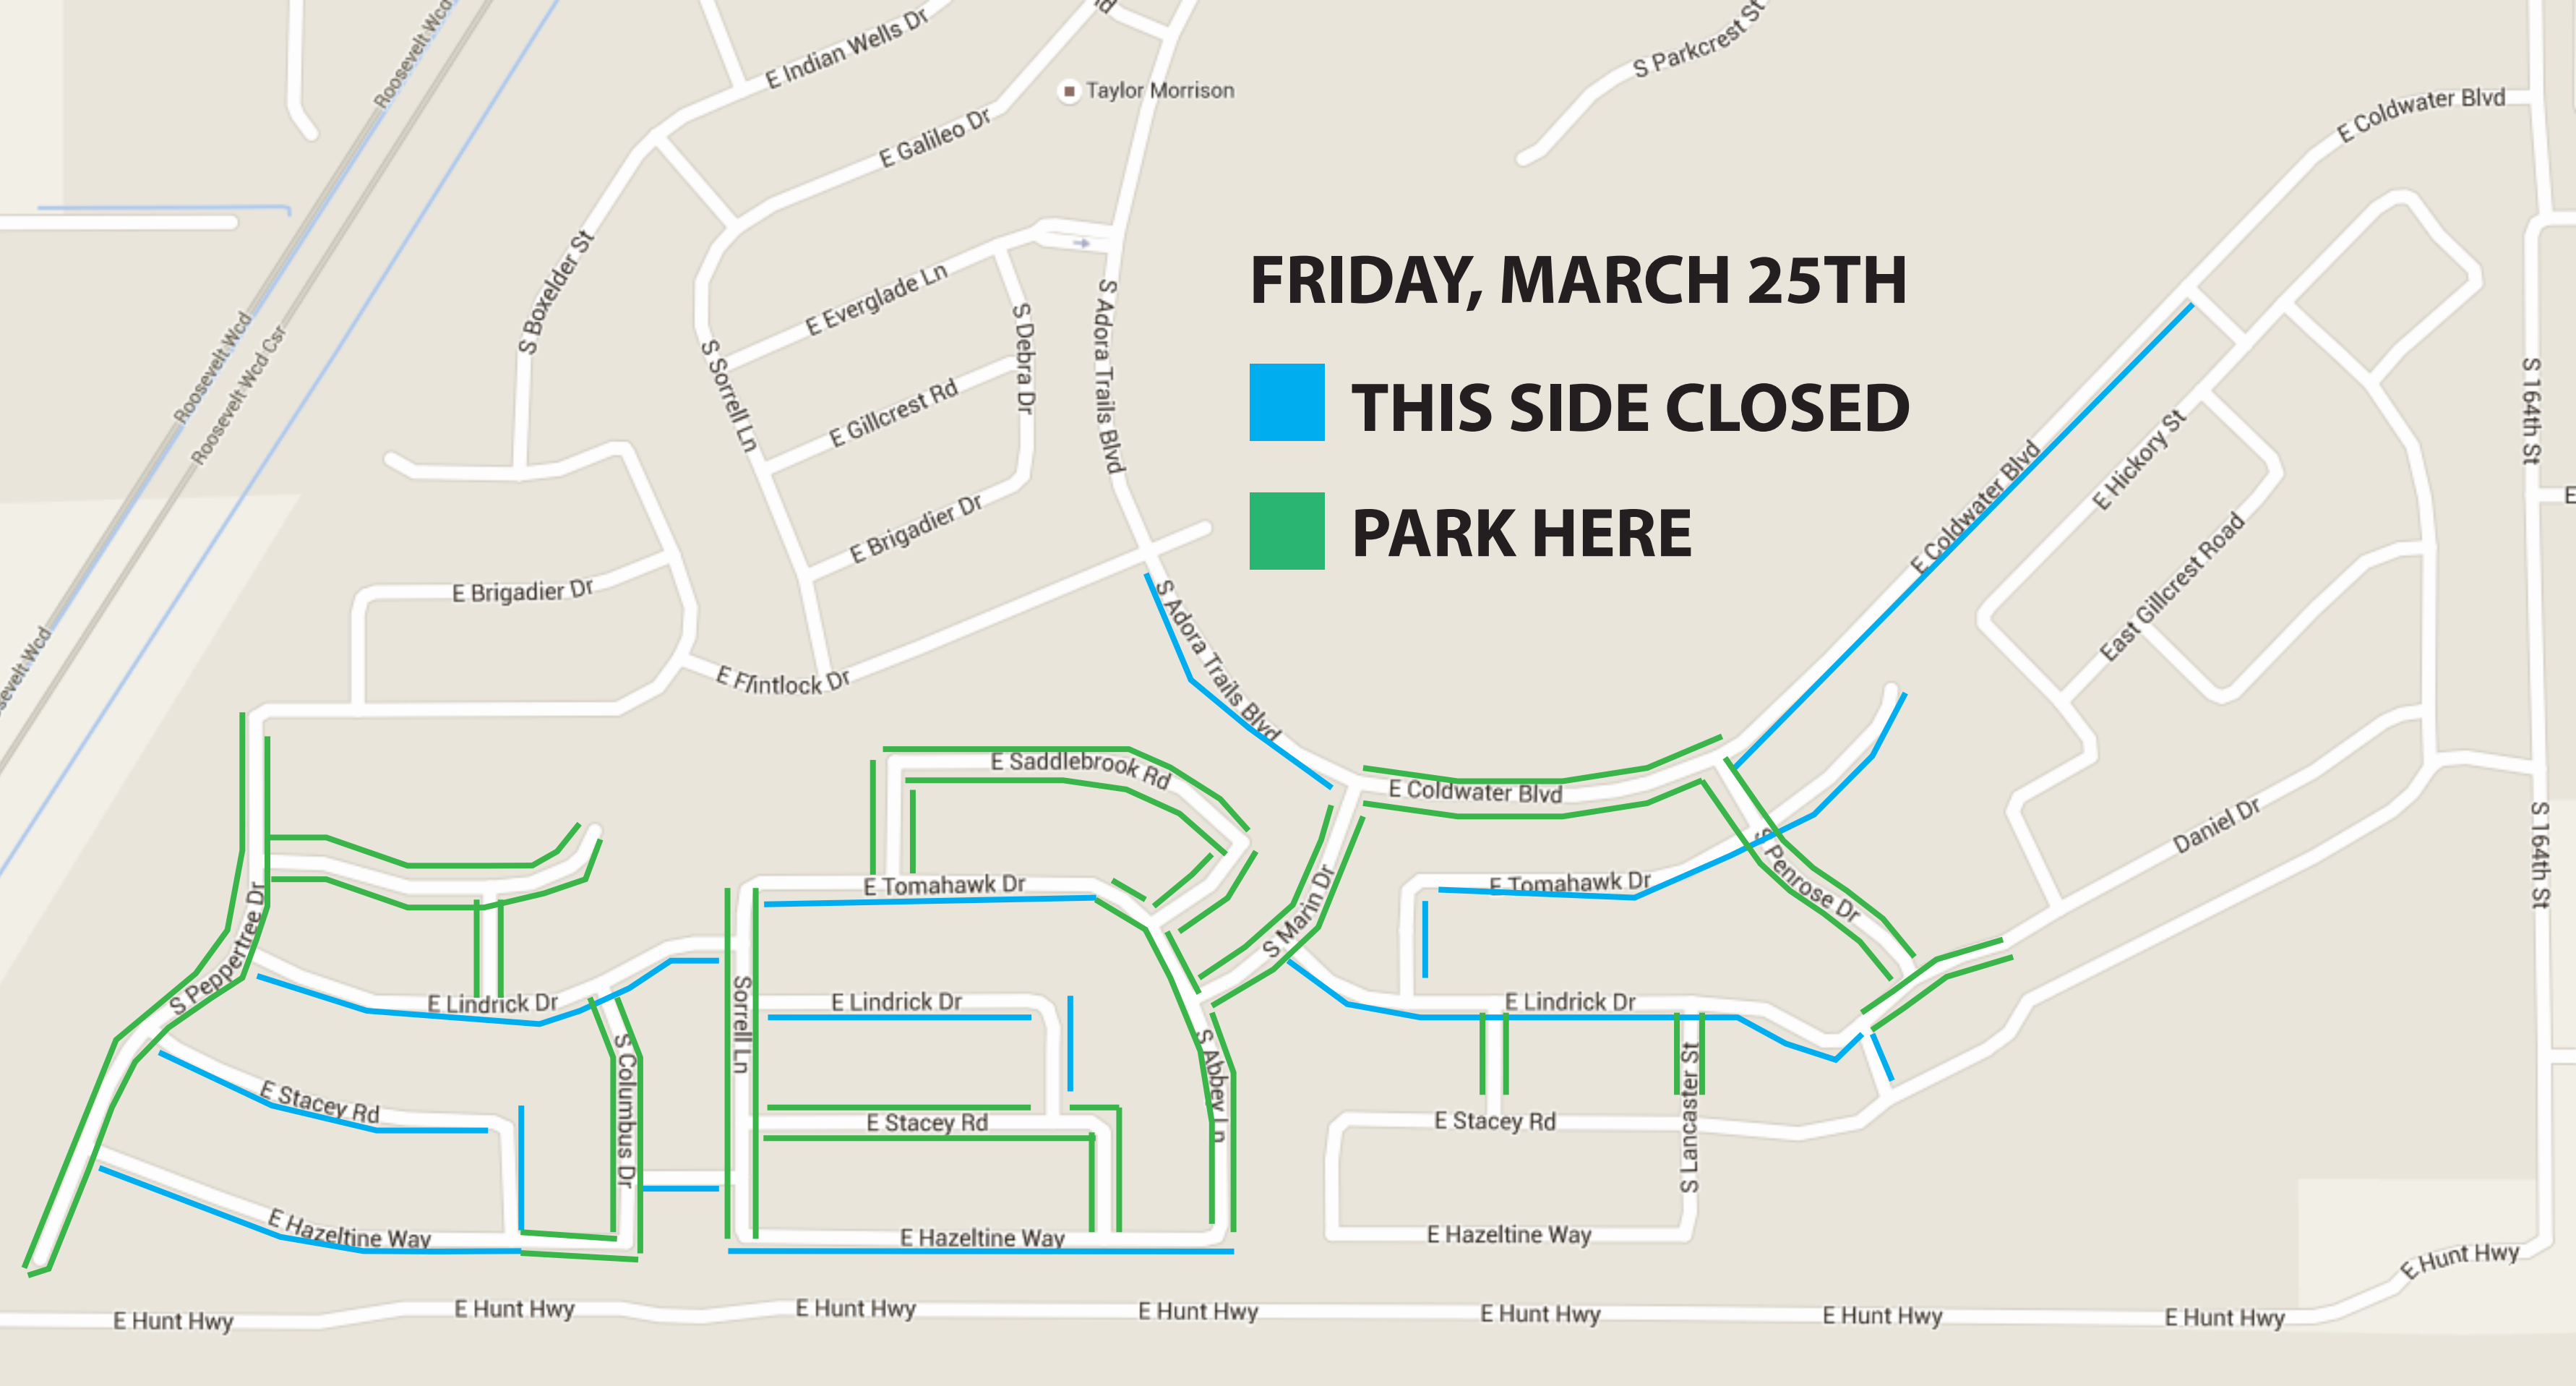 Roosevelt Wcd
E Indian Wells Dr
S Parkcrest St
Taylor Morrison
E Coldwater Blvd
E Galileo Dr
S Boxelder St
E Everglade Ln
S Debra Dr
S Adora Trails Blvd
FRIDAY, MARCH 25TH
THIS SIDE CLOSED
PARK HERE
Roosevelt Wcd
Roosevelt Wcd Csr
S Sorrell Ln
E Gillcrest Rd
S 164th St
E Hickory St
E Coldwater Blvd
E
E Brigadier Dr
E Brigadier Dr
East Gillcrest Road
S Adora Trails Blvd
E Flintlock Dr
E Saddlebrook Rd
E Coldwater Blvd
Daniel Dr
S 164th St
E Tomahawk Dr
E Tomahawk Dr
S Penrose Dr
S Marin Dr
S Peppertree Dr
E Lindrick Dr
Sorrell Ln
E Lindrick Dr
E Lindrick Dr
S Columbus Dr
S Abbey Ln
S Lancaster St
E Stacey Rd
E Stacey Rd
E Stacey Rd
E Hazeltine Way
E Hazeltine Way
E Hazeltine Way
E Hunt Hwy
E Hunt Hwy
E Hunt Hwy
E Hunt Hwy
E Hunt Hwy
E Hunt Hwy
E Hunt Hwy
E Hunt Hwy